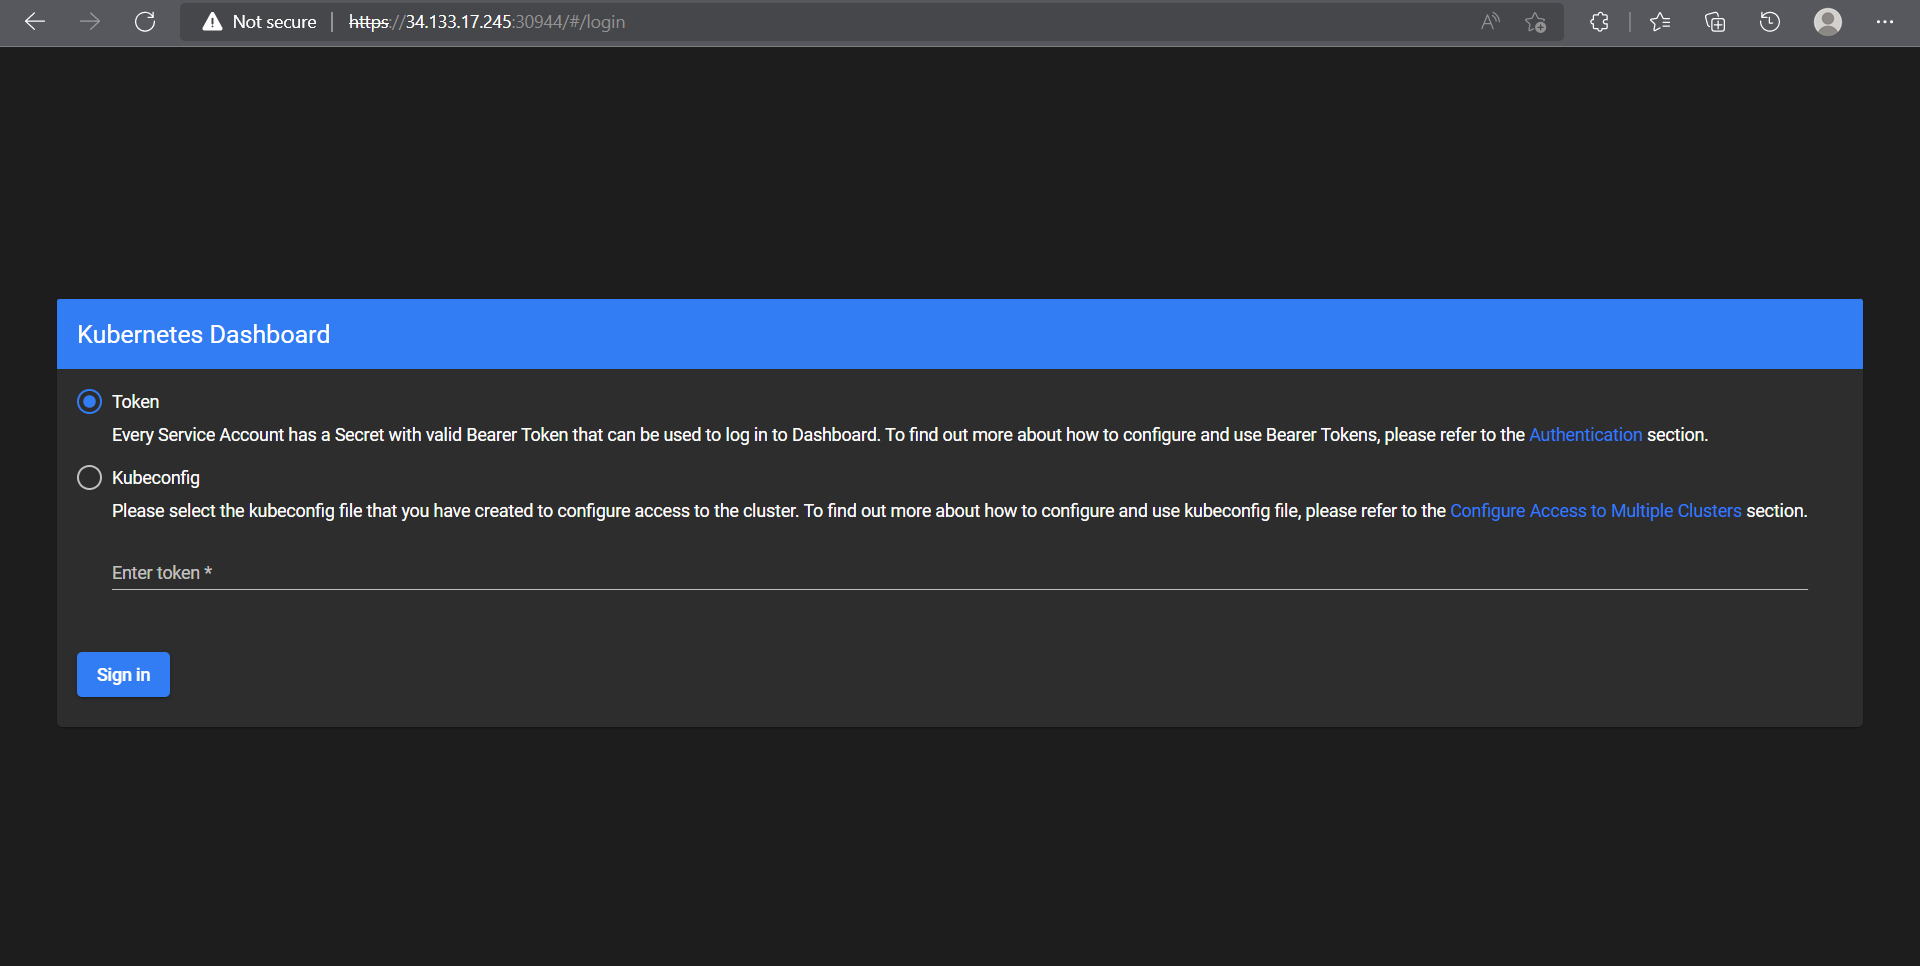 Not secure | https://34.133.17.245:30944/#/login
Kubernetes Dashboard
Token
Every Service Account has a Secret with valid Bearer Token that can be used to log in to Dashboard. To find out more about how to configure and use Bearer Tokens, please refer to the Authentication section.
Kubeconfig
Please select the kubeconfig file that you have created to configure access to the cluster. To find out more about how to configure and use kubeconfig file, please refer to the Configure Access to Multiple Clusters section.
Enter token *
Sign in